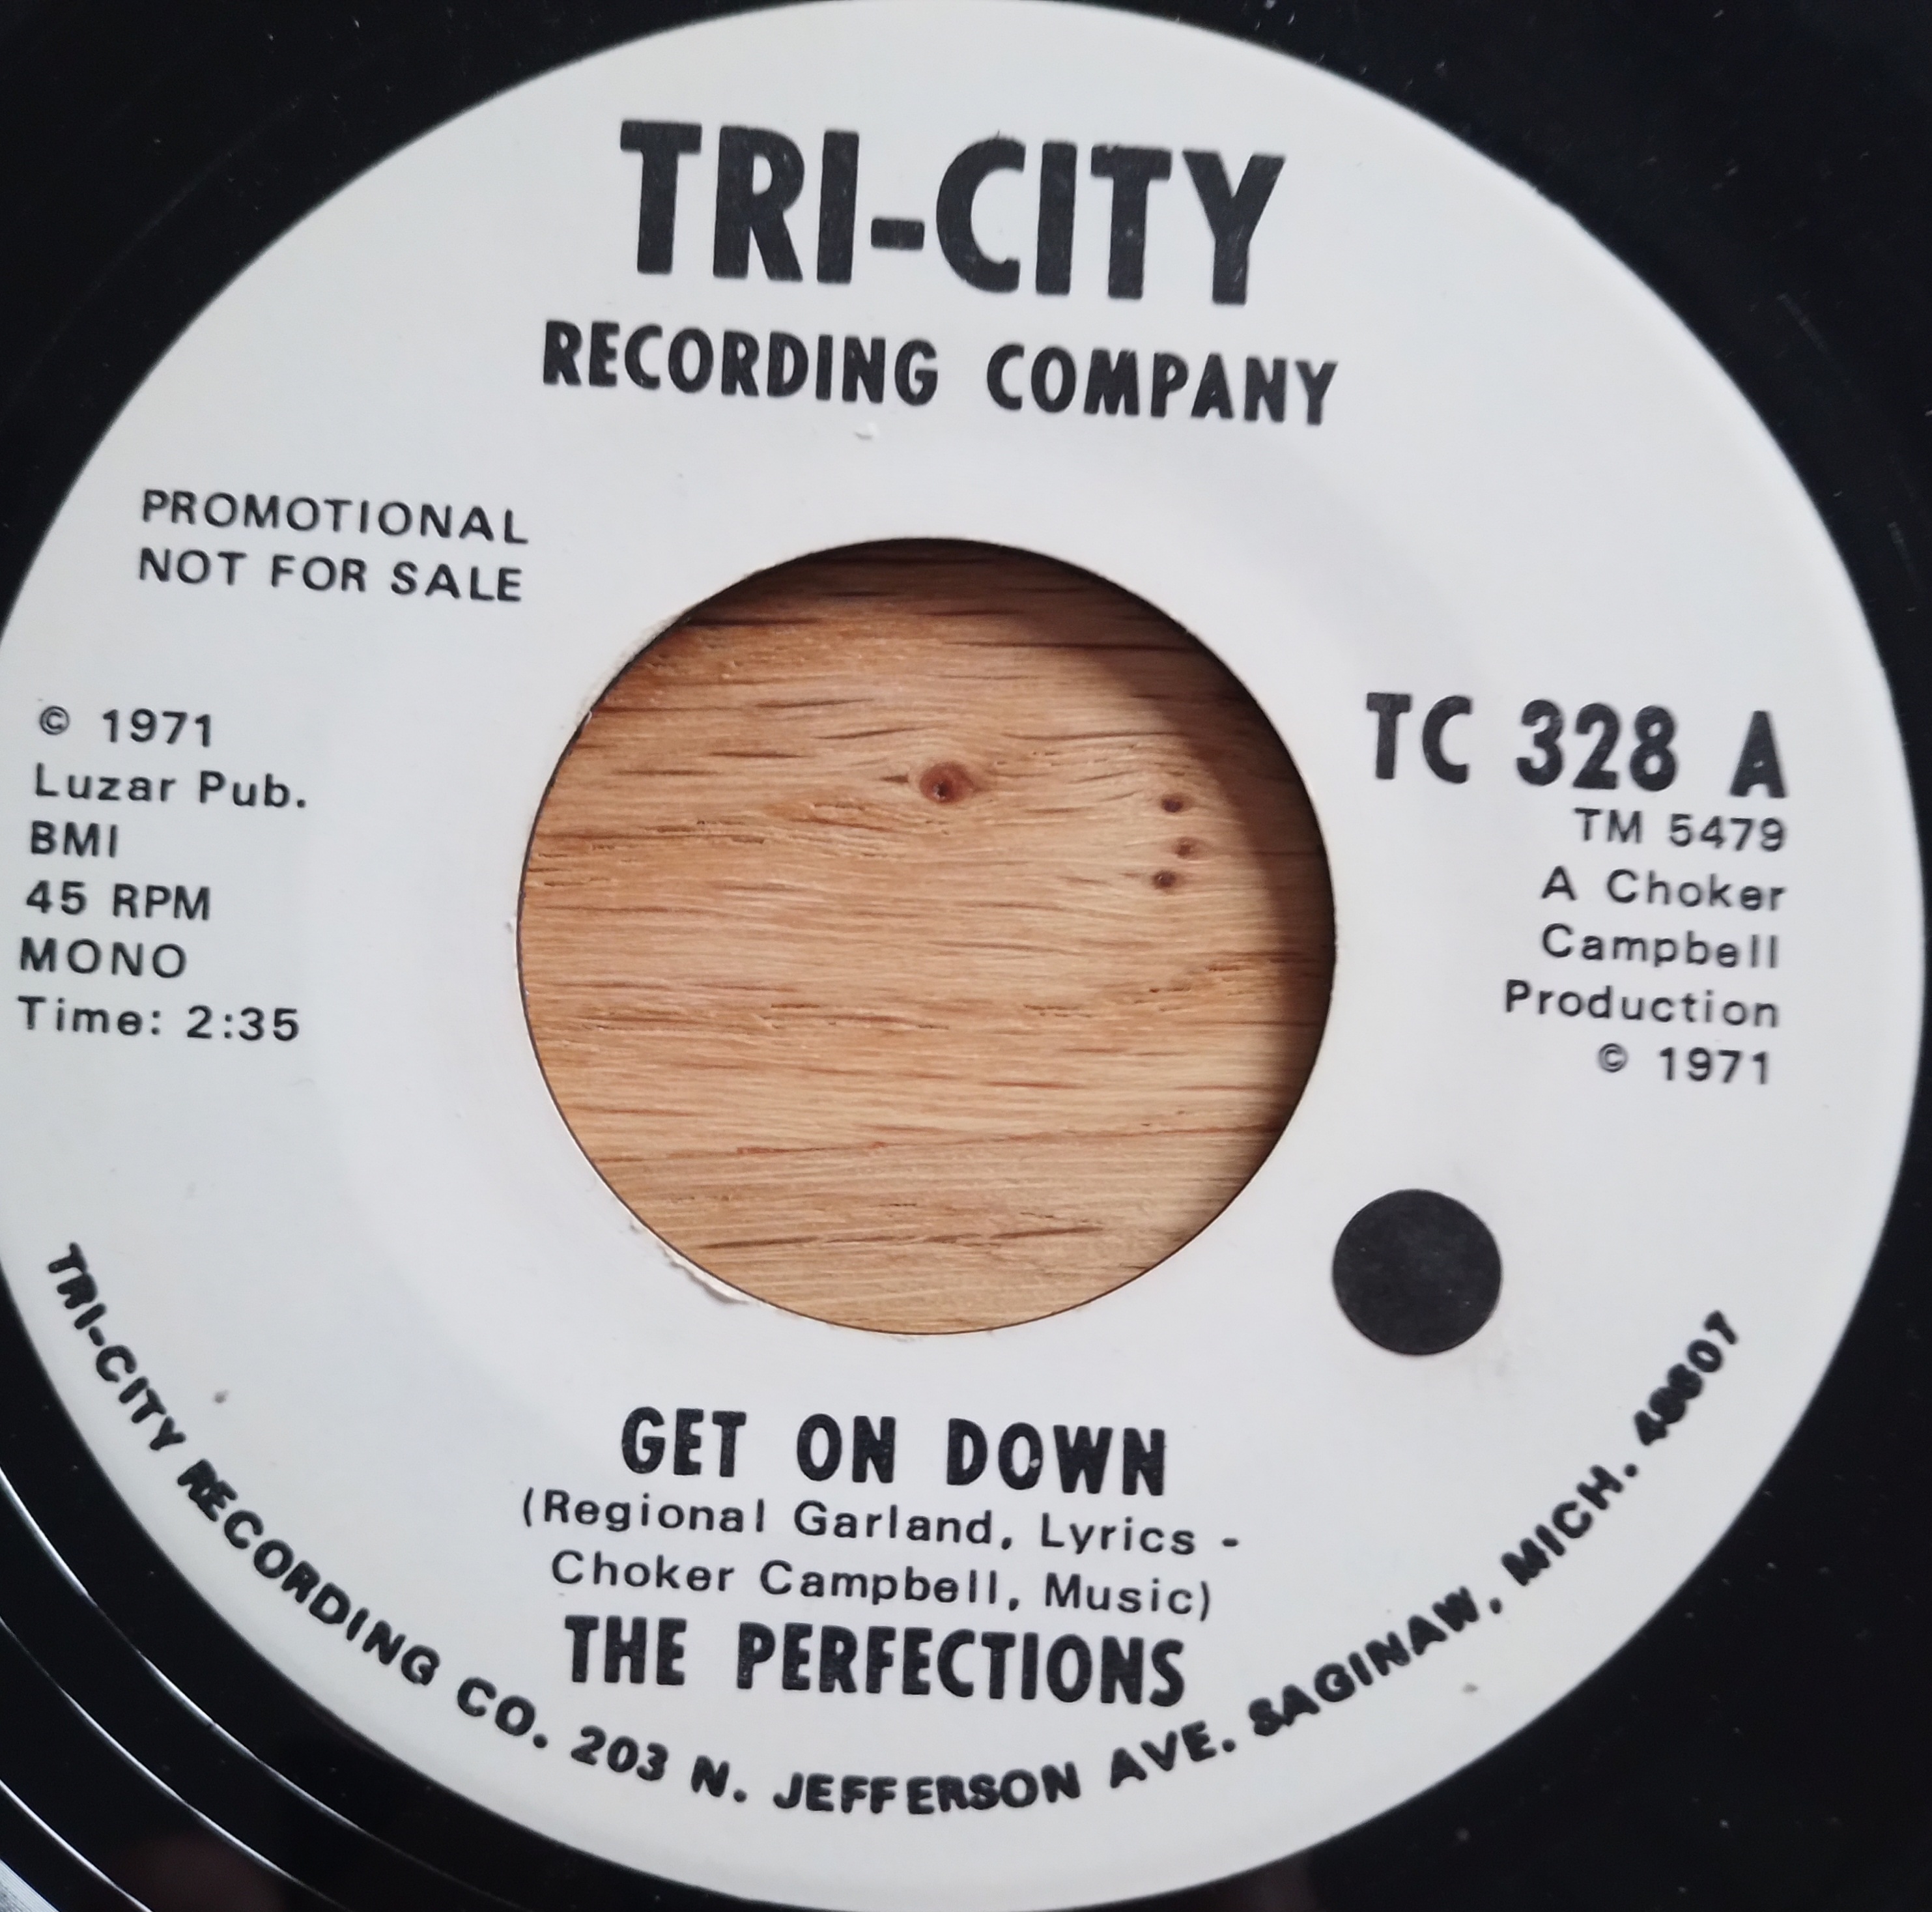 TRI-CITY
RECORDING COMPANY
PROMOTIONAL
NOT FOR SALE
© 1971
Luzar Pub.
BMI
45 RPM
MONO
Time: 2:35
TC 328 A
TM 5479
A Choker
Campbell
Production
© 1971
GET ON DOWN
(Regional Garland, Lyrics -
Choker Campbell, Music)
THE PERFECTIONS
TRI-CITY RECORDING CO. 203 N. JEFFERSON AVE. SAGINAW, MICH. 48607